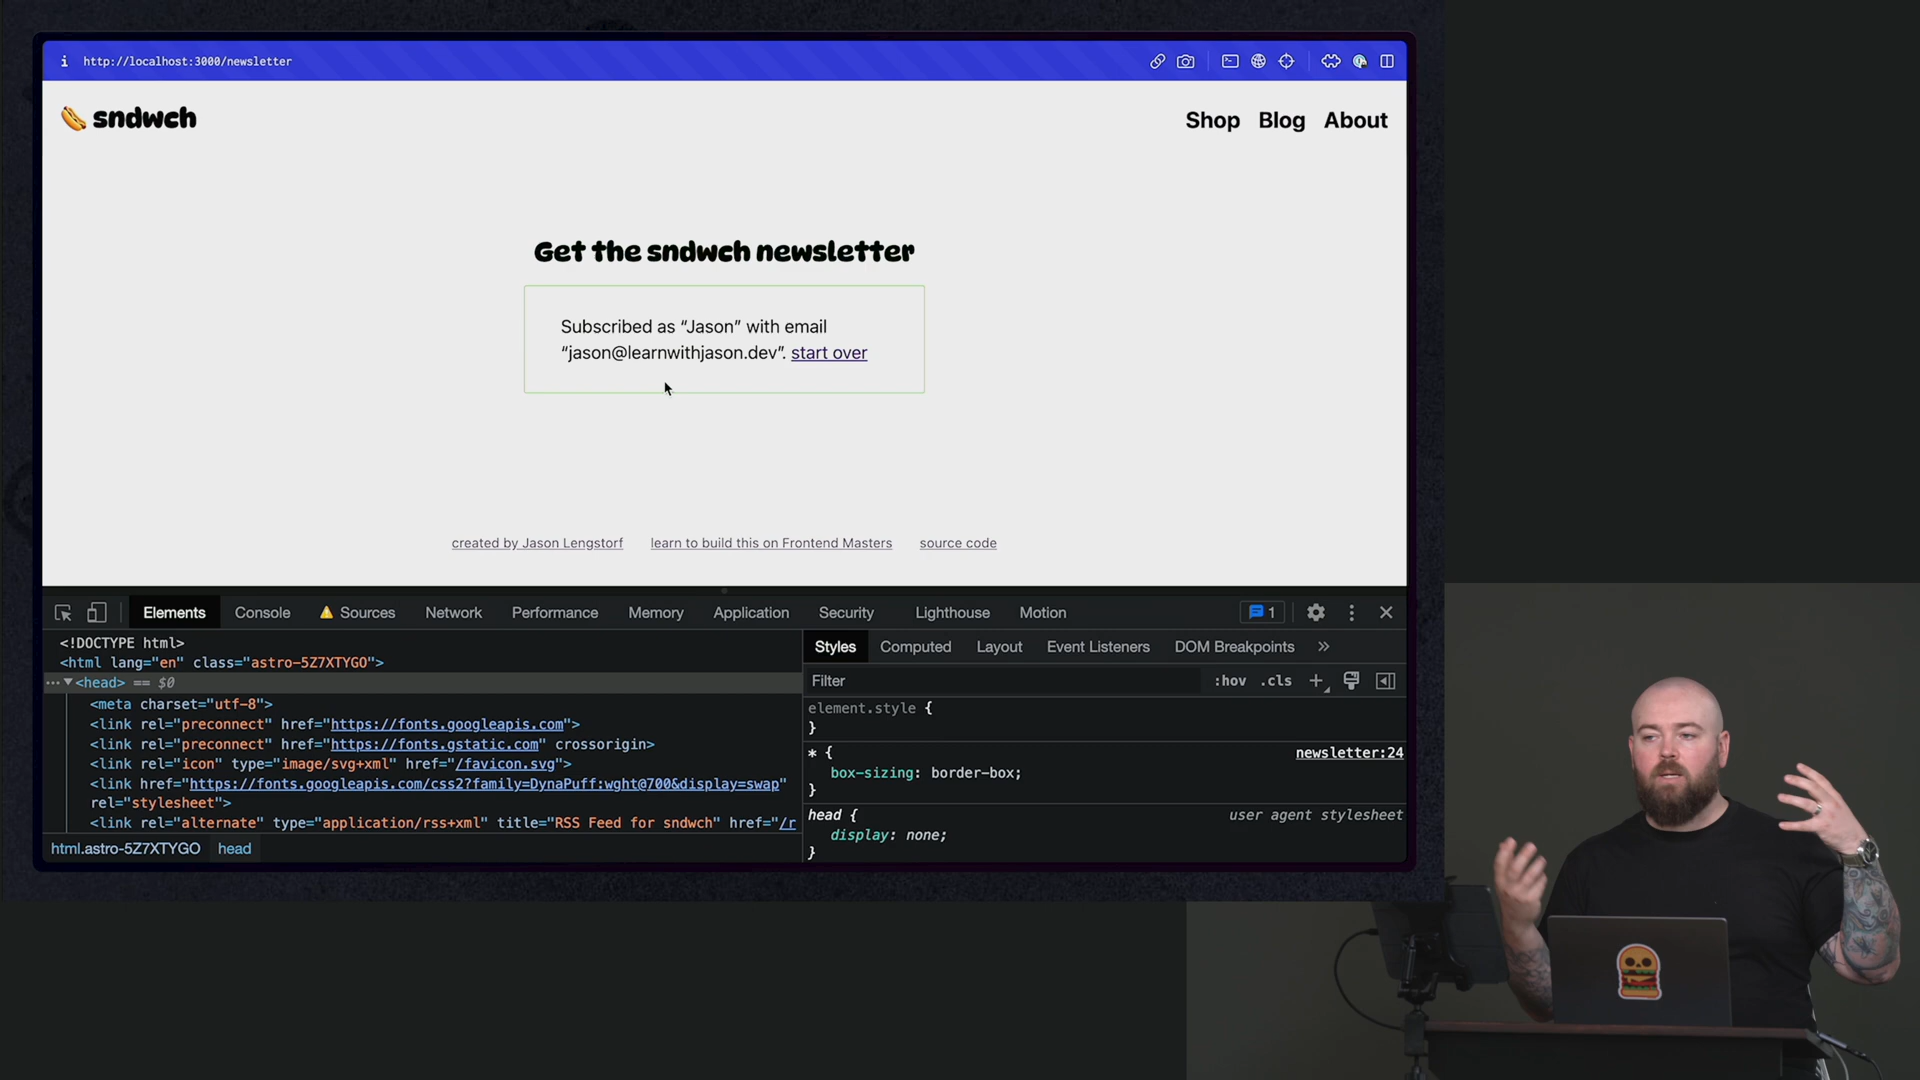 http://localhost:3000/newsletter
sndwch
Shop Blog About
Get the sndwch newsletter
Subscribed as “Jason” with email
“jason@learnwithjason.dev”. start over
created by Jason Lengstorf learn to build this on Frontend Masters source code
Elements Console Sources Network Performance Memory Application Security Lighthouse Motion 1
<!DOCTYPE html>
<html lang="en" class="astro-5Z7XTYGO">
<head> == $0
<meta charset="utf-8">
<link rel="preconnect" href="https://fonts.googleapis.com">
<link rel="preconnect" href="https://fonts.gstatic.com" crossorigin>
<link rel="icon" type="image/svg+xml" href="/favicon.svg">
<link href="https://fonts.googleapis.com/css2?family=DynaPuff:wght@700&display=swap"
rel="stylesheet">
<link rel="alternate" type="application/rss+xml" title="RSS Feed for sndwch" href="/r
html.astro-5Z7XTYGO head
Styles Computed Layout Event Listeners DOM Breakpoints »
Filter :hov .cls +
element.style {
}
* { newsletter:24
box-sizing: border-box;
}
head { user agent stylesheet
display: none;
}